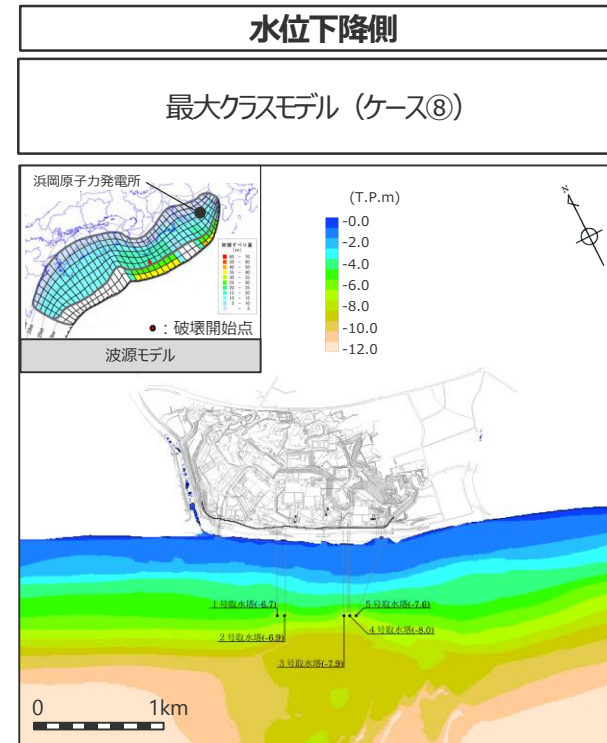 水位下降側
最大クラスモデル（ケース⑧）
浜岡原子力発電所
●：破壊開始点
波源モデル
(T.P.m)
-0.0
-2.0
-4.0
-6.0
-8.0
-10.0
-12.0
N
1号取水塔(-6.7)
5号取水塔(-7.6)
2号取水塔(-6.9)
4号取水塔(-8.0)
3号取水塔(-7.9)
0 1km